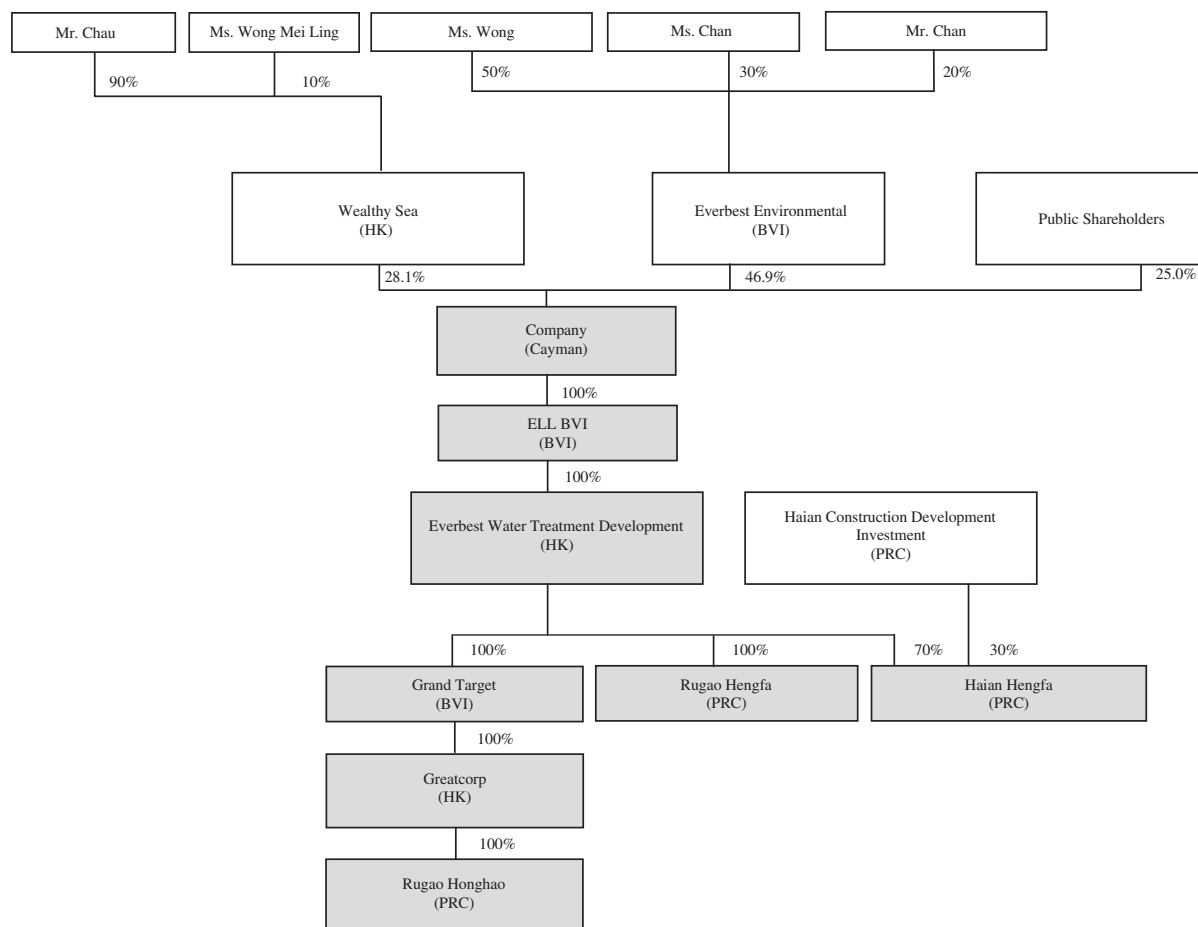 Mr. Chau
Ms. Wong Mei Ling
Ms. Wong
Ms. Chan
Mr. Chan
90%
10%
50%
30%
20%
Wealthy Sea
(HK)
Everbest Environmental
(BVI)
Public Shareholders
28.1%
46.9%
25.0%
Company
(Cayman)
100%
ELL BVI
(BVI)
100%
Everbest Water Treatment Development
(HK)
Haian Construction Development
Investment
(PRC)
100%
100%
70%
30%
Grand Target
(BVI)
Rugao Hengfa
(PRC)
Haian Hengfa
(PRC)
100%
Greatcorp
(HK)
100%
Rugao Honghao
(PRC)